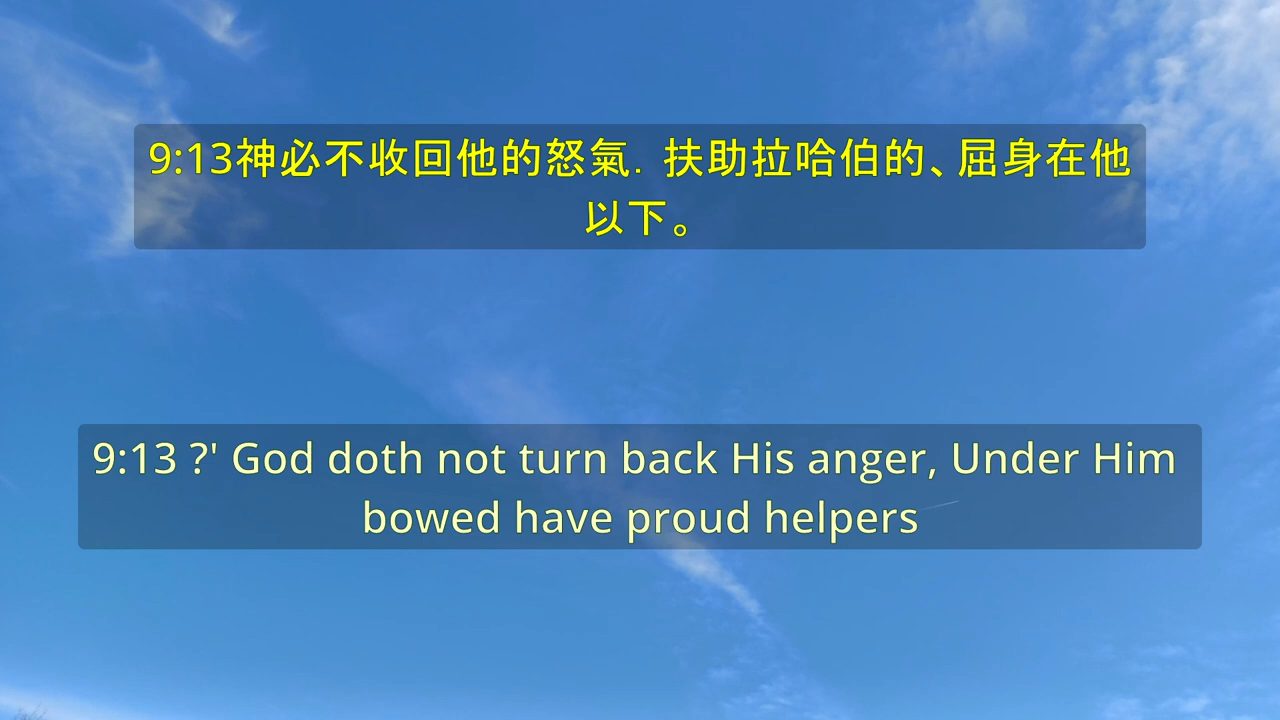 9:13神必不收回他的怒氣. 扶助拉哈伯的、屈身在他
以下。
9:13 ?' God doth not turn back His anger, Under Him
bowed have proud helpers